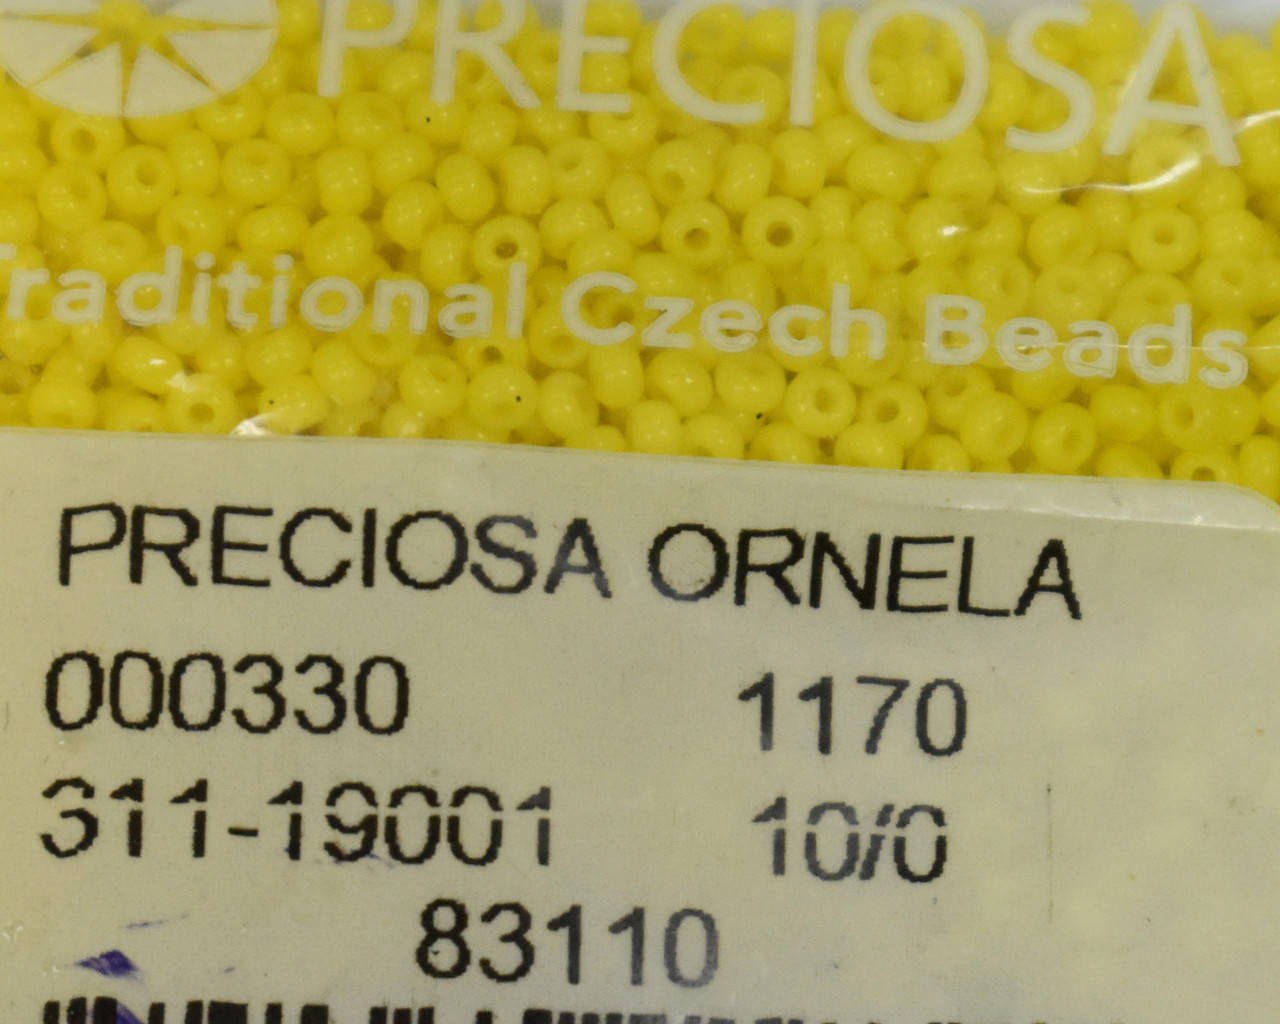 PRECIOSA
Traditional Czech Beads
PRECIOSA ORNELA
000330 1170
311-19001 10/0
83110